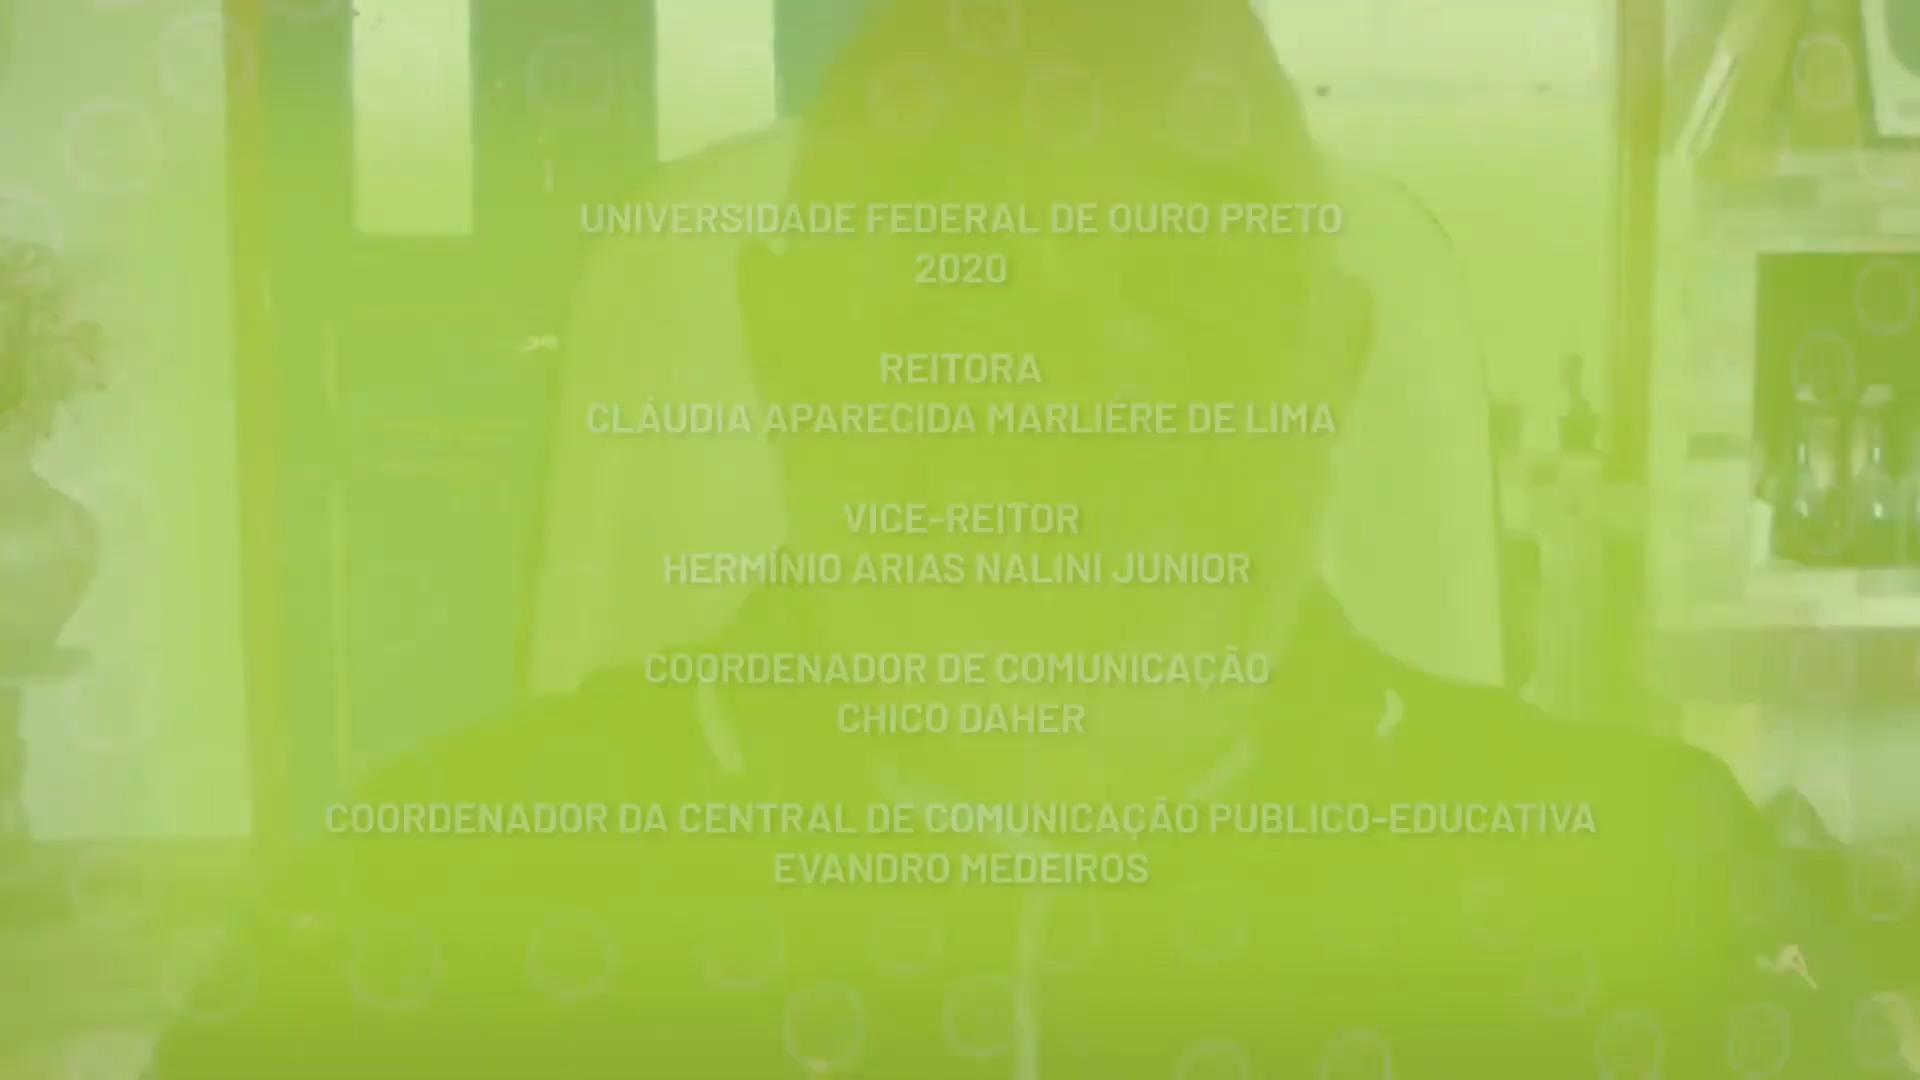 UNIVERSIDADE FEDERAL DE OURO PRETO
2020
REITORA
CLÁUDIA APARECIDA MARLIÉRE DE LIMA
VICE-REITOR
HERMÍNIO ARIAS NALINI JUNIOR
COORDENADOR DE COMUNICAÇÃO
CHICO DAHER
COORDENADOR DA CENTRAL DE COMUNICAÇÃO PUBLICO-EDUCATIVA
EVANDRO MEDEIROS